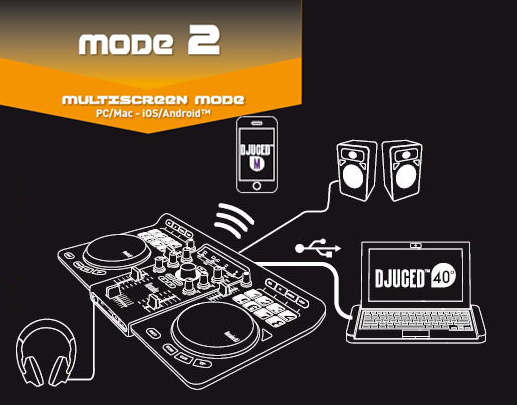 MODE 2
MULTISCREEN MODE
PC/Mac - iOS/Android™
DJUCED™
M
DJUCED™ 40°